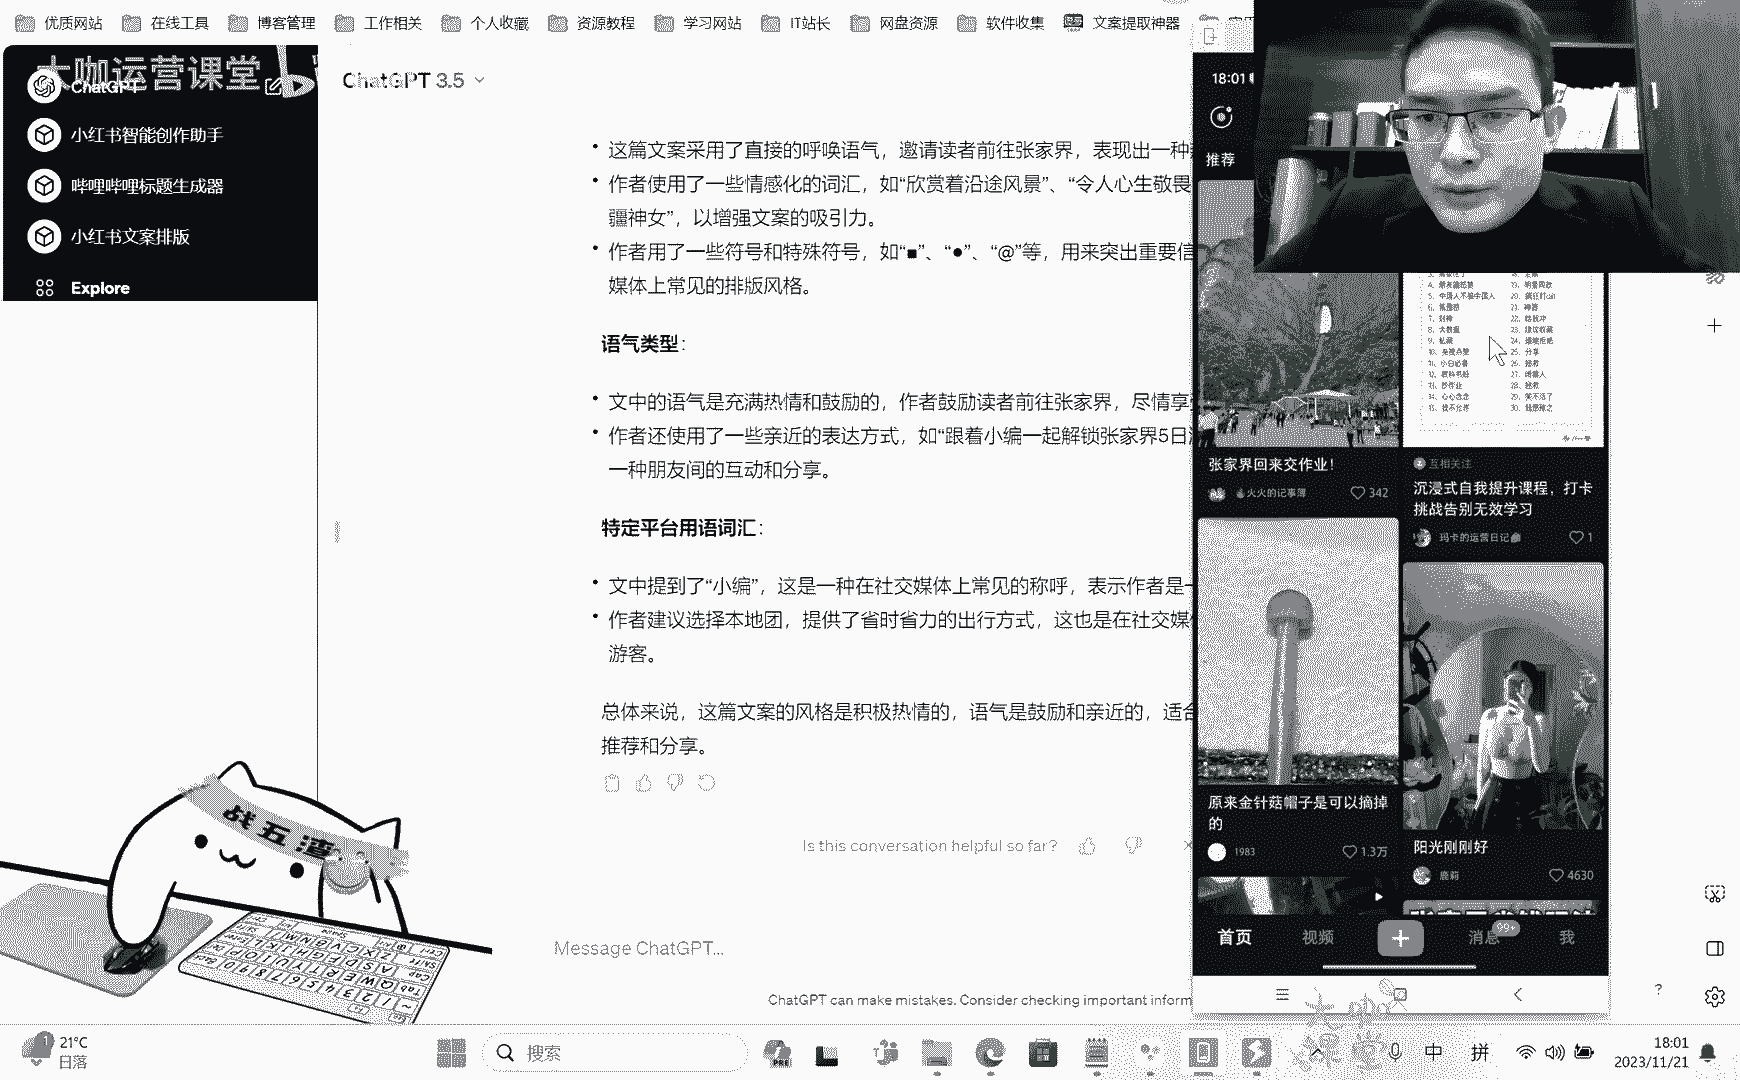 优质网站 在线工具 博客管理 工作相关 个人收藏 资源教程 学习网站 IT站长 网盘资源 软件收集 文案提取神器
大咖运营课堂
ChatGPT
小红书智能创作助手
哔哩哔哩标题生成器
小红书文案排版
Explore
ChatGPT 3.5
这篇文案采用了直接的呼唤语气，邀请读者前往张家界，表现出一种
作者使用了一些情感化的词汇，如“欣赏着沿途风景”、“令人心生敬畏
疆神女”，以增强文案的吸引力。
作者用了一些符号和特殊符号，如“■”、“●”、“@”等，用来突出重要信
媒体上常见的排版风格。
语气类型：
文中的语气是充满热情和鼓励的，作者鼓励读者前往张家界，尽情享
作者还使用了一些亲近的表达方式，如“跟着小编一起解锁张家界5日
一种朋友间的互动和分享。
特定平台用语词汇：
文中提到了“小编”，这是一种在社交媒体上常见的称呼，表示作者是
作者建议选择本地团，提供了省时省力的出行方式，这也是在社交媒
游客。
总体来说，这篇文案的风格是积极热情的，语气是鼓励和亲近的，适合
推荐和分享。
Is this conversation helpful so far?
Message ChatGPT...
ChatGPT can make mistakes. Consider checking important inform
战五渣
18:01
推荐
张家界回来交作业！
火火的记事簿 342
互相关注
沉浸式自我提升课程，打卡
挑战告别无效学习
玛卡的运营日记 1
原来金针菇帽子是可以摘掉
的
1983 1.3万
阳光刚刚好
鹿莉 4630
首页 视频 消息 99+ 我
21°C
日落
搜索
中 拼
18:01
2023/11/21